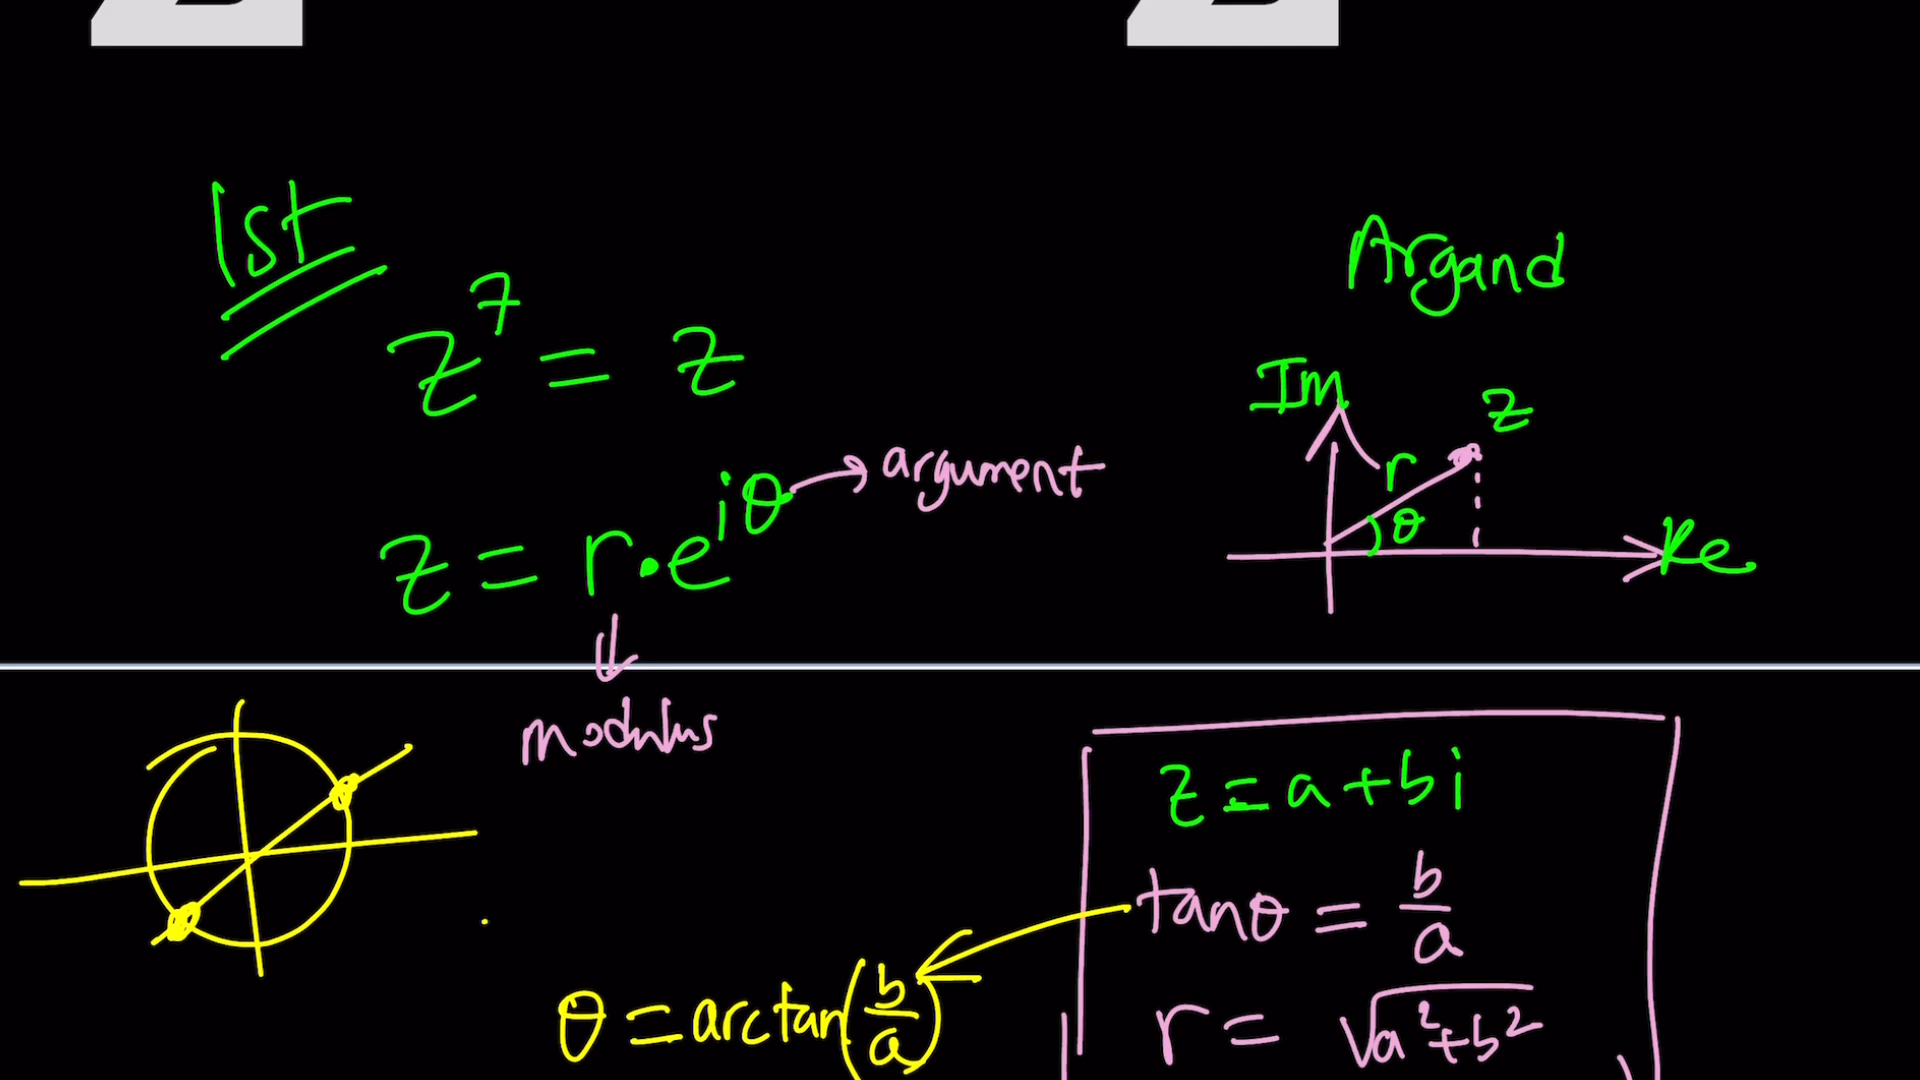 1st
z⁷ = z
z = r · e^{iθ} → argument
modulus
Argand
Im
z
r
θ
Re
z = a + bi
tanθ = b/a
r = √(a² + b²)
θ = arctan(b/a)